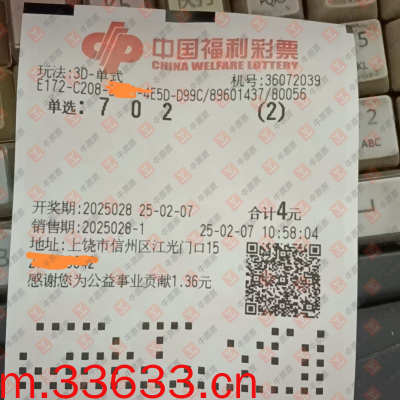 中国福利彩票
CHINA WELFARE LOTTERY
玩法:3D-单式 机号:36072039
E172-C208- -4E5D-D99C/89601437/80056
单选: 7 0 2 (2)
开奖期:2025028 25-02-07 合计4元
销售期:2025028-1 25-02-07 10:58:04
地址: 上饶市信州区江光门口15
感谢您为公益事业贡献1.36元
m.33633.cn